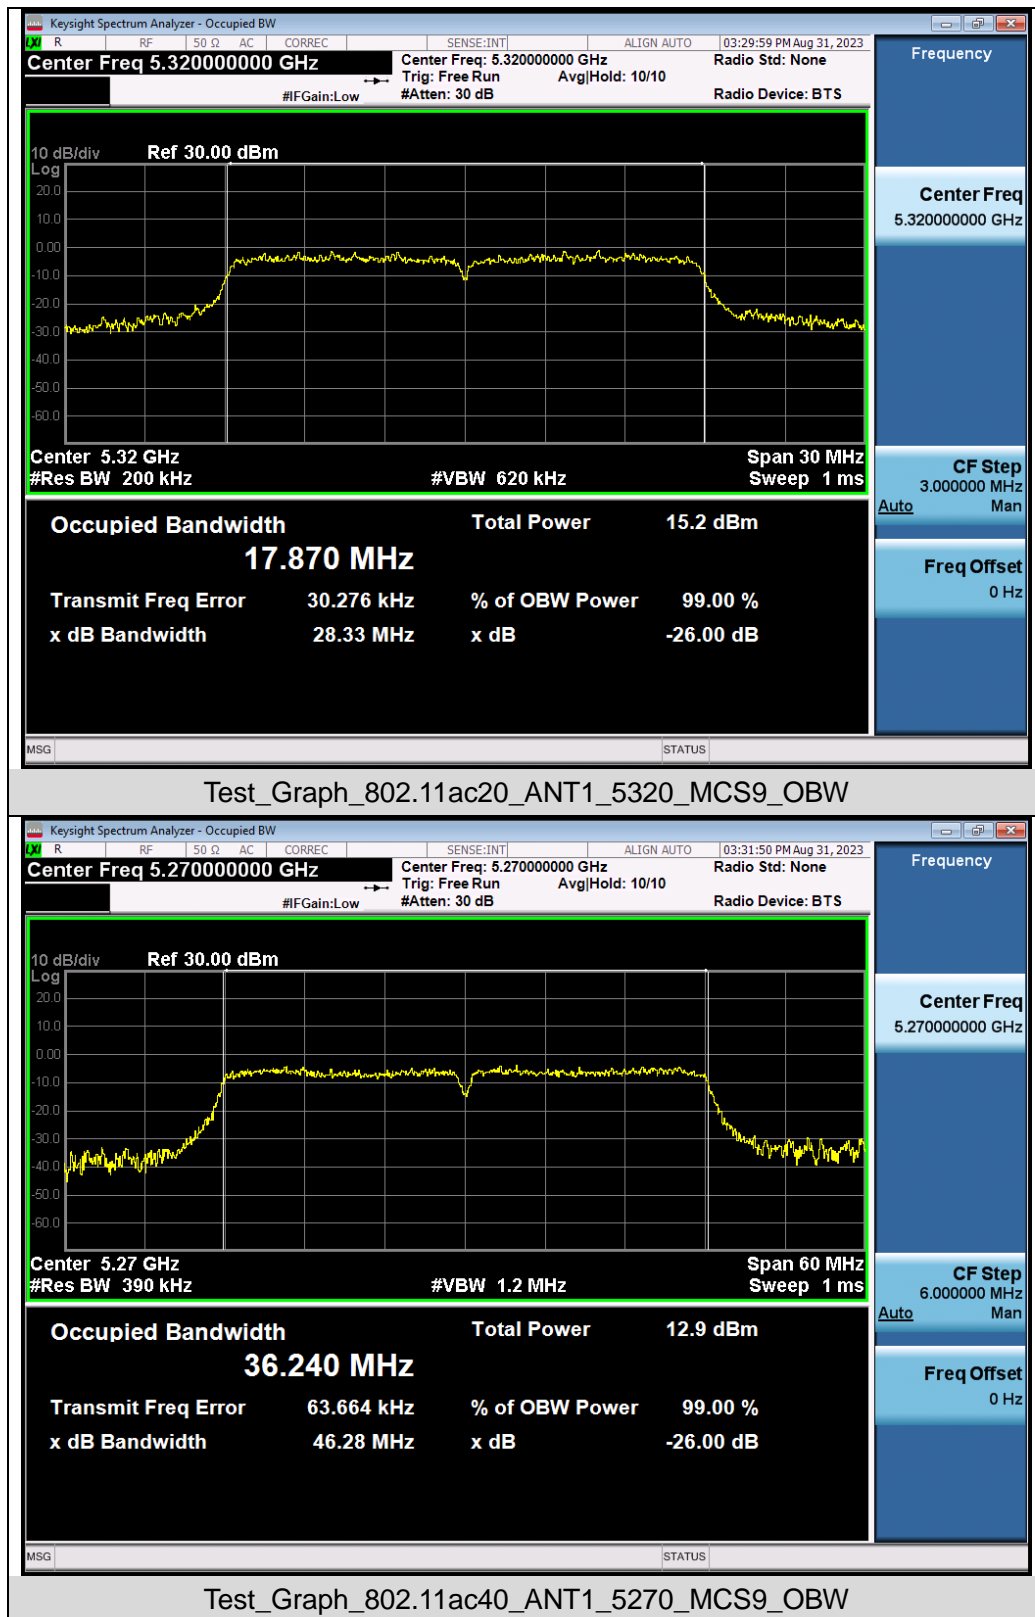 Keysight Spectrum Analyzer - Occupied BW
LXI R RF 50 Ω AC CORREC SENSE:INT ALIGN AUTO 03:29:59 PM Aug 31, 2023
Center Freq 5.320000000 GHz
Center Freq: 5.320000000 GHz
Radio Std: None
Trig: Free Run Avg|Hold: 10/10
#IFGain:Low
#Atten: 30 dB
Radio Device: BTS
10 dB/div Ref 30.00 dBm
Log
20.0
10.0
0.00
-10.0
-20.0
-30.0
-40.0
-50.0
-60.0
Center 5.32 GHz Span 30 MHz
#Res BW 200 kHz #VBW 620 kHz Sweep 1 ms
Occupied Bandwidth Total Power 15.2 dBm
17.870 MHz
Transmit Freq Error 30.276 kHz % of OBW Power 99.00 %
x dB Bandwidth 28.33 MHz x dB -26.00 dB
MSG STATUS
Frequency
Center Freq
5.320000000 GHz
CF Step
3.000000 MHz
Auto Man
Freq Offset
0 Hz
Test_Graph_802.11ac20_ANT1_5320_MCS9_OBW
Keysight Spectrum Analyzer - Occupied BW
LXI R RF 50 Ω AC CORREC SENSE:INT ALIGN AUTO 03:31:50 PM Aug 31, 2023
Center Freq 5.270000000 GHz
Center Freq: 5.270000000 GHz
Radio Std: None
Trig: Free Run Avg|Hold: 10/10
#IFGain:Low
#Atten: 30 dB
Radio Device: BTS
10 dB/div Ref 30.00 dBm
Log
20.0
10.0
0.00
-10.0
-20.0
-30.0
-40.0
-50.0
-60.0
Center 5.27 GHz Span 60 MHz
#Res BW 390 kHz #VBW 1.2 MHz Sweep 1 ms
Occupied Bandwidth Total Power 12.9 dBm
36.240 MHz
Transmit Freq Error 63.664 kHz % of OBW Power 99.00 %
x dB Bandwidth 46.28 MHz x dB -26.00 dB
MSG STATUS
Frequency
Center Freq
5.270000000 GHz
CF Step
6.000000 MHz
Auto Man
Freq Offset
0 Hz
Test_Graph_802.11ac40_ANT1_5270_MCS9_OBW